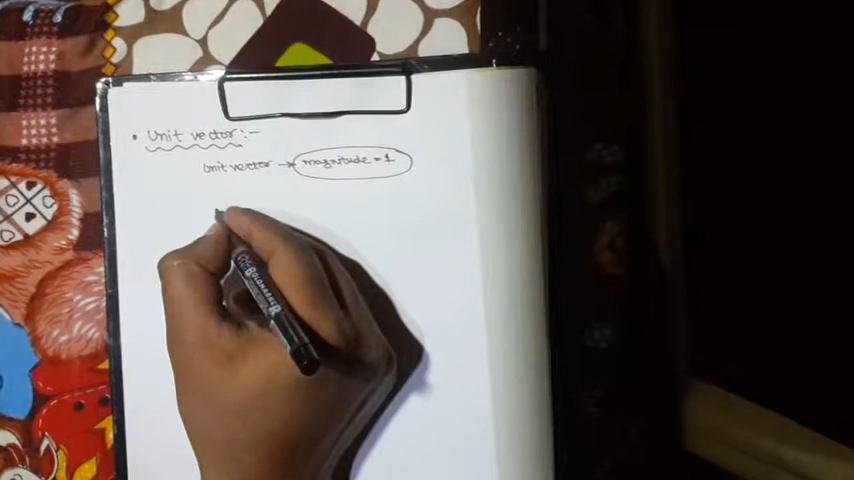 • Unit vector :-
Unit vector → magnitude = 1